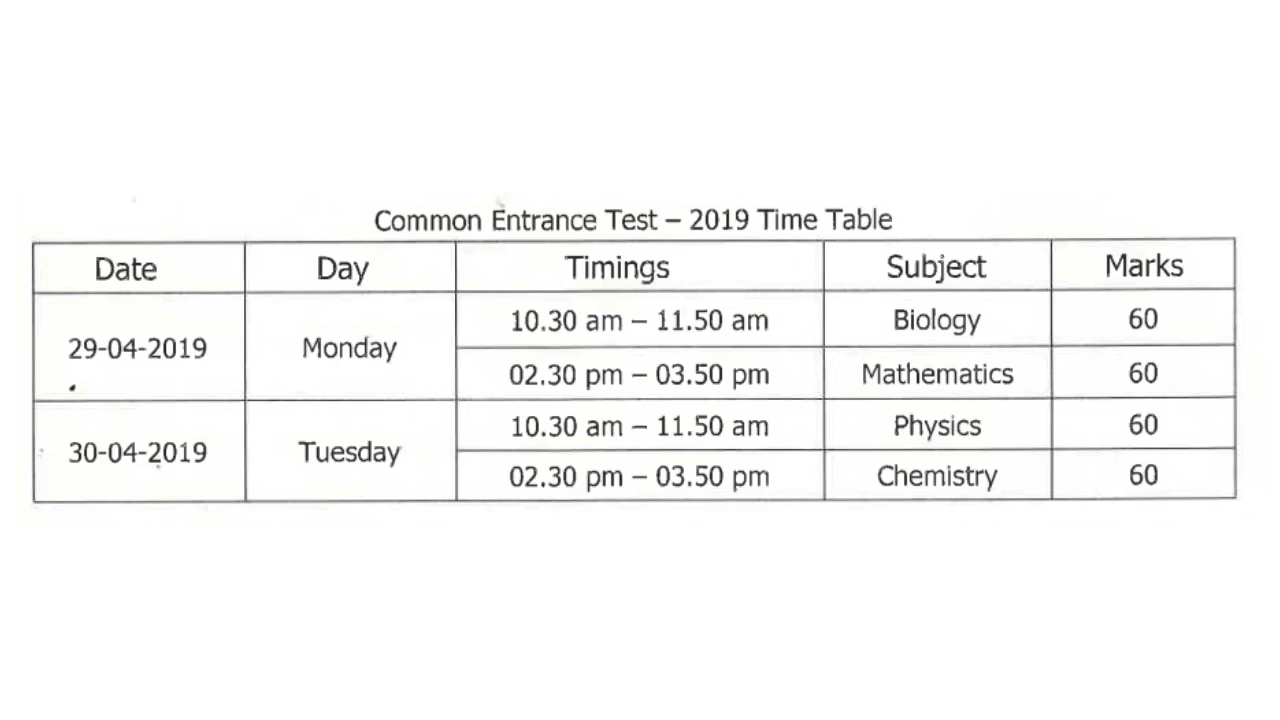 Common Entrance Test – 2019 Time Table
Date Day Timings Subject Marks
29-04-2019 Monday 10.30 am – 11.50 am Biology 60
02.30 pm – 03.50 pm Mathematics 60
30-04-2019 Tuesday 10.30 am – 11.50 am Physics 60
02.30 pm – 03.50 pm Chemistry 60